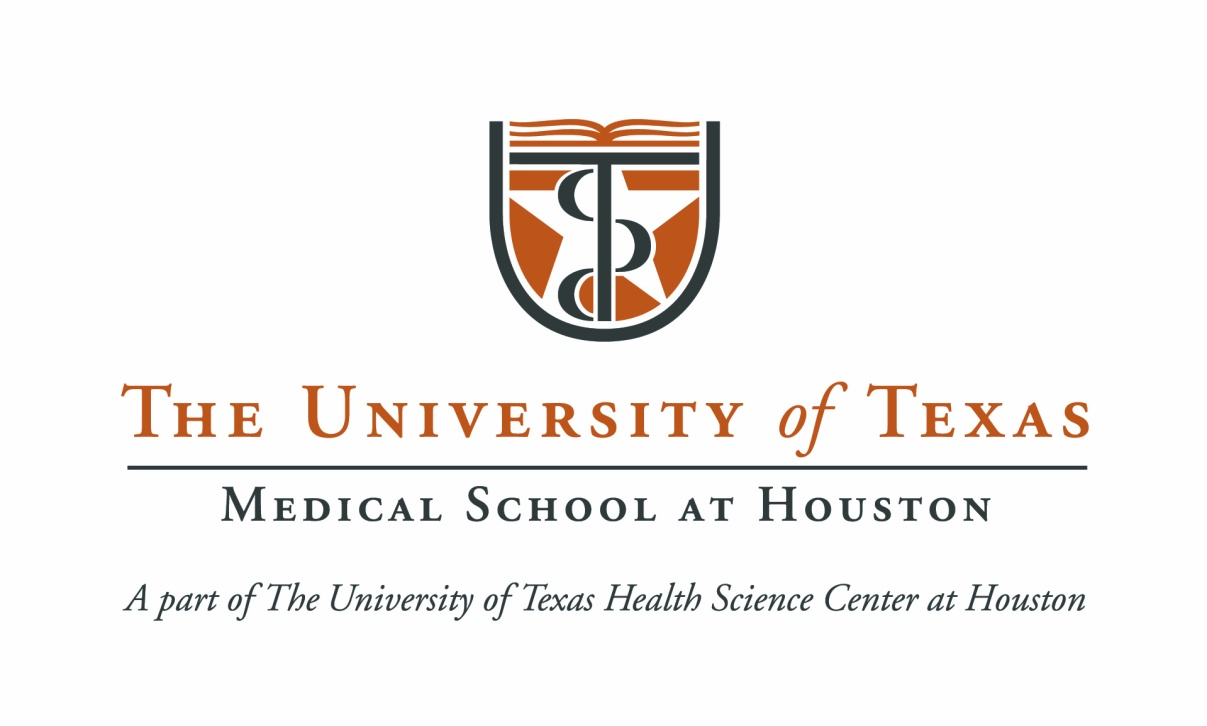 The University of Texas
Medical School at Houston
A part of The University of Texas Health Science Center at Houston